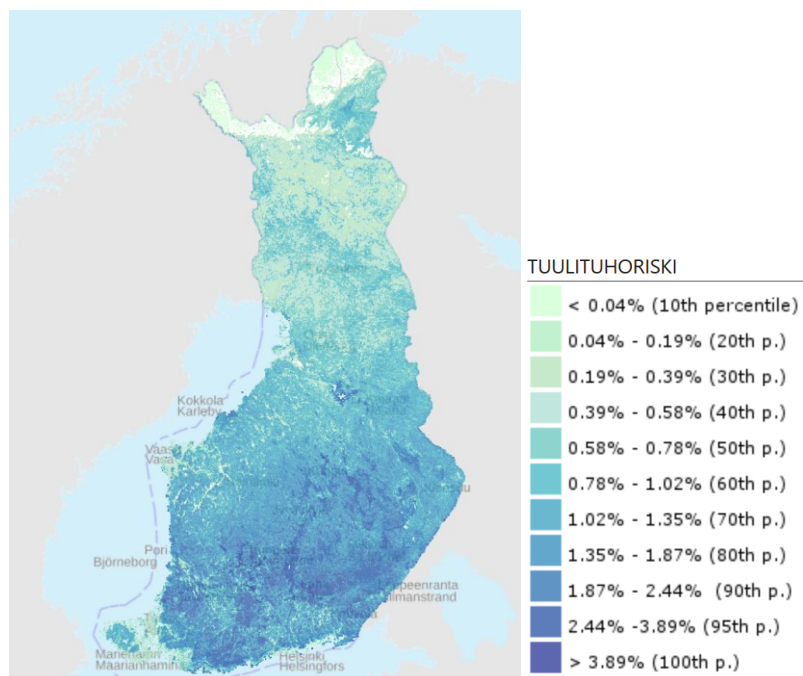 Kokkola
Karleby
Vaasa
Vasa
Pori
Björneborg
Lappeenranta
Villmanstrand
Mariehamn
Maarianhamina
Helsinki
Helsingfors
TUULITUHORISKI
< 0.04% (10th percentile)
0.04% - 0.19% (20th p.)
0.19% - 0.39% (30th p.)
0.39% - 0.58% (40th p.)
0.58% - 0.78% (50th p.)
0.78% - 1.02% (60th p.)
1.02% - 1.35% (70th p.)
1.35% - 1.87% (80th p.)
1.87% - 2.44% (90th p.)
2.44% -3.89% (95th p.)
> 3.89% (100th p.)